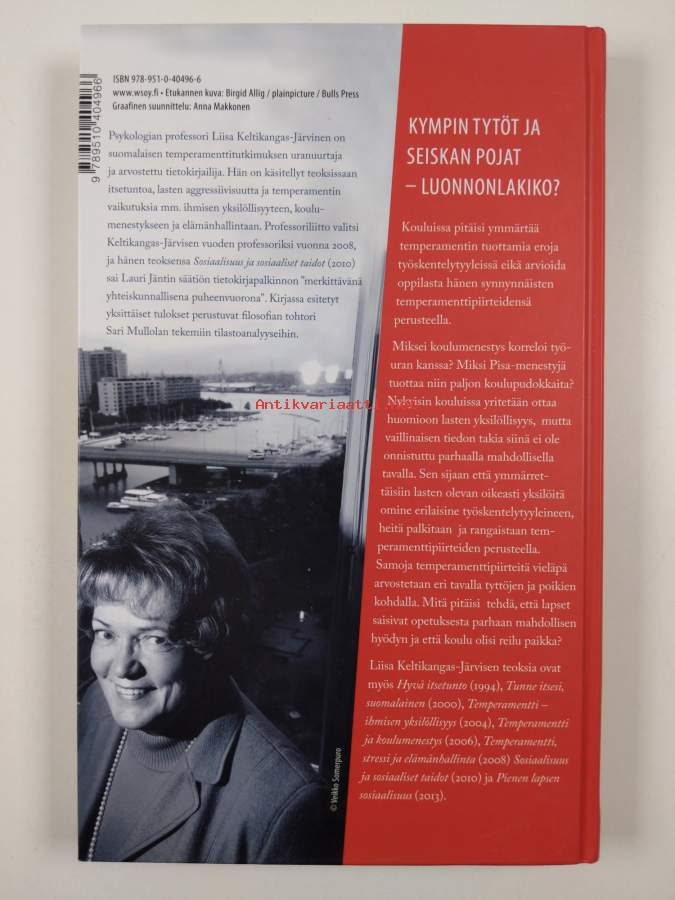 ISBN 978-951-0-40496-6
www.wsoy.fi • Etukannen kuva: Birgid Allig / plainpicture / Bulls Press
Graafinen suunnittelu: Anna Makkonen
9 789510 404966
Psykologian professori Liisa Keltikangas-Järvinen on
suomalaisen temperamenttitutkimuksen uranuurtaja
ja arvostettu tietokirjailija. Hän on käsitellyt teoksissaan
itsetuntoa, lasten aggressiivisuutta ja temperamentin
vaikutuksia mm. ihmisen yksilöllisyyteen, koulu-
menestykseen ja elämänhallintaan. Professoriliitto valitsi
Keltikangas-Järvisen vuoden professoriksi vuonna 2008,
ja hänen teoksensa Sosiaalisuus ja sosiaaliset taidot (2010)
sai Lauri Jäntin säätiön tietokirjapalkinnon "merkittävänä
yhteiskunnallisena puheenvuorona". Kirjassa esitetyt
yksittäiset tulokset perustuvat filosofian tohtori
Sari Mullolan tekemiin tilastoanalyyseihin.
KYMPIN TYTÖT JA
SEISKAN POJAT
– LUONNONLAKIKO?
Kouluissa pitäisi ymmärtää
temperamentin tuottamia eroja
työskentelytyyleissä eikä arvioida
oppilasta hänen synnynnäisten
temperamenttipiirteidensä
perusteella.
Miksei koulumenestys korreloi työ-
uran kanssa? Miksi Pisa-menestyjä
tuottaa niin paljon koulupudokkaita?
Nykyisin kouluissa yritetään ottaa
huomioon lasten yksilöllisyys, mutta
vaillinaisen tiedon takia siinä ei ole
onnistuttu parhaalla mahdollisella
tavalla. Sen sijaan että ymmärret-
täisiin lasten olevan oikeasti yksilöitä
omine erilaisine työskentelytyyleineen,
heitä palkitaan ja rangaistaan tem-
peramenttipiirteiden perusteella.
Samoja temperamenttipiirteitä vieläpä
arvostetaan eri tavalla tyttöjen ja poikien
kohdalla. Mitä pitäisi tehdä, että lapset
saisivat opetuksesta parhaan mahdollisen
hyödyn ja että koulu olisi reilu paikka?
Liisa Keltikangas-Järvisen teoksia ovat
myös Hyvä itsetunto (1994), Tunne itsesi,
suomalainen (2000), Temperamentti –
ihmisen yksilöllisyys (2004), Temperamentti
ja koulumenestys (2006), Temperamentti,
stressi ja elämänhallinta (2008) Sosiaalisuus
ja sosiaaliset taidot (2010) ja Pienen lapsen
sosiaalisuus (2013).
© Veikko Somerpuro
Antikvariaatti.net